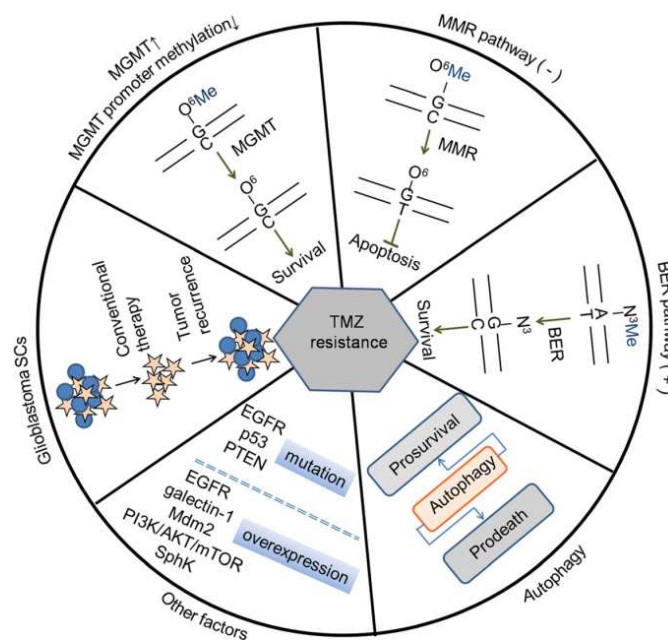 MGMT↑
MGMT promoter methylation↓
O⁶Me
G
C
MGMT
O⁶
G
C
Survival
MMR pathway (-)
O⁶Me
G
C
MMR
O⁶
G
T
Apoptosis
BER pathway (+)
N³Me
A
T
BER
N³
G
C
Survival
Autophagy
Prosurvival
Autophagy
Prodeath
Other factors
EGFR
p53
PTEN
mutation
EGFR
galectin-1
Mdm2
PI3K/AKT/mTOR
SphK
overexpression
Glioblastoma SCs
Conventional
therapy
Tumor
recurrence
TMZ
resistance